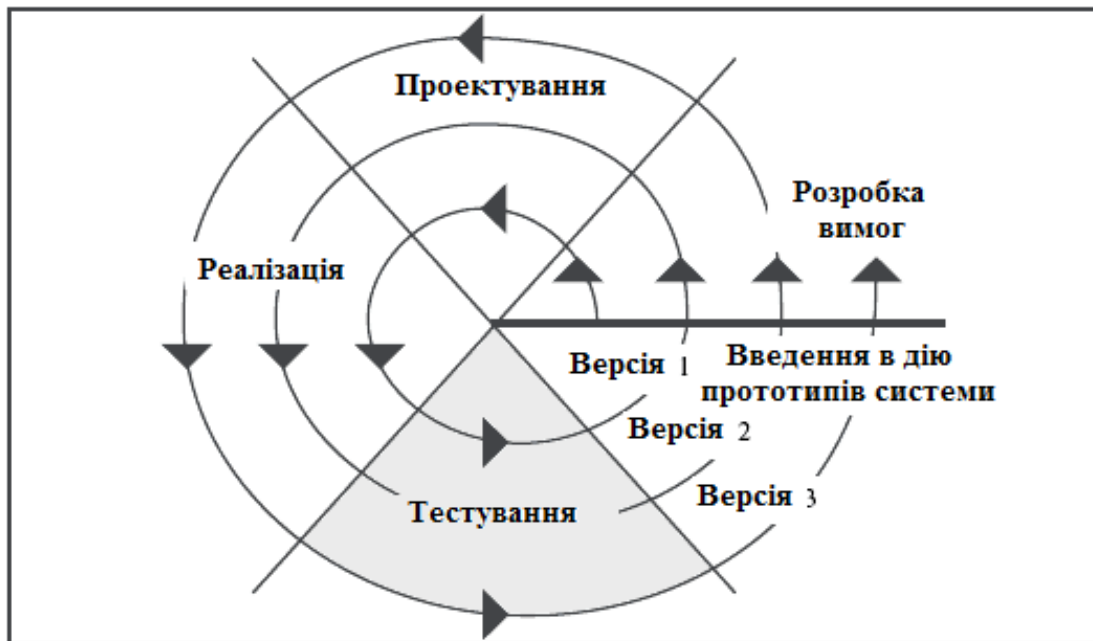 Проектування
Розробка
вимог
Реалізація
Версія 1
Введення в дію
прототипів системи
Версія 2
Версія 3
Тестування